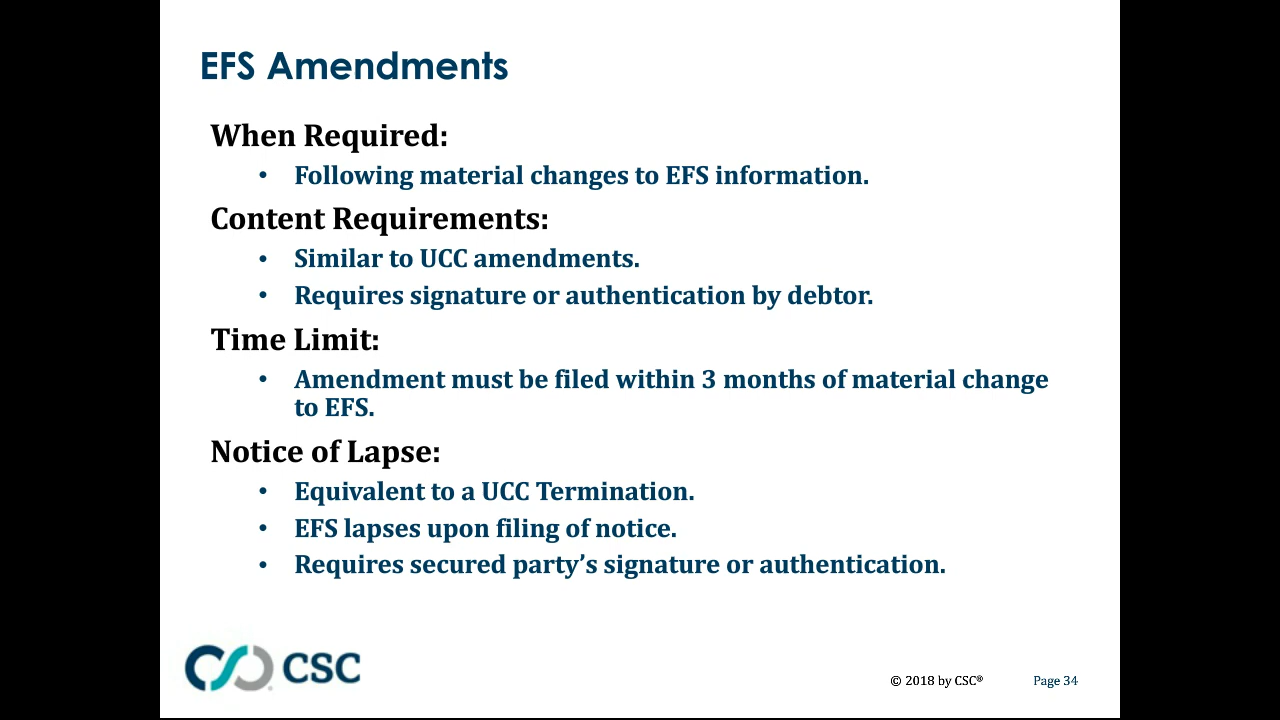 EFS Amendments
When Required:
• Following material changes to EFS information.
Content Requirements:
• Similar to UCC amendments.
• Requires signature or authentication by debtor.
Time Limit:
• Amendment must be filed within 3 months of material change
to EFS.
Notice of Lapse:
• Equivalent to a UCC Termination.
• EFS lapses upon filing of notice.
• Requires secured party’s signature or authentication.
CSC
© 2018 by CSC® Page 34